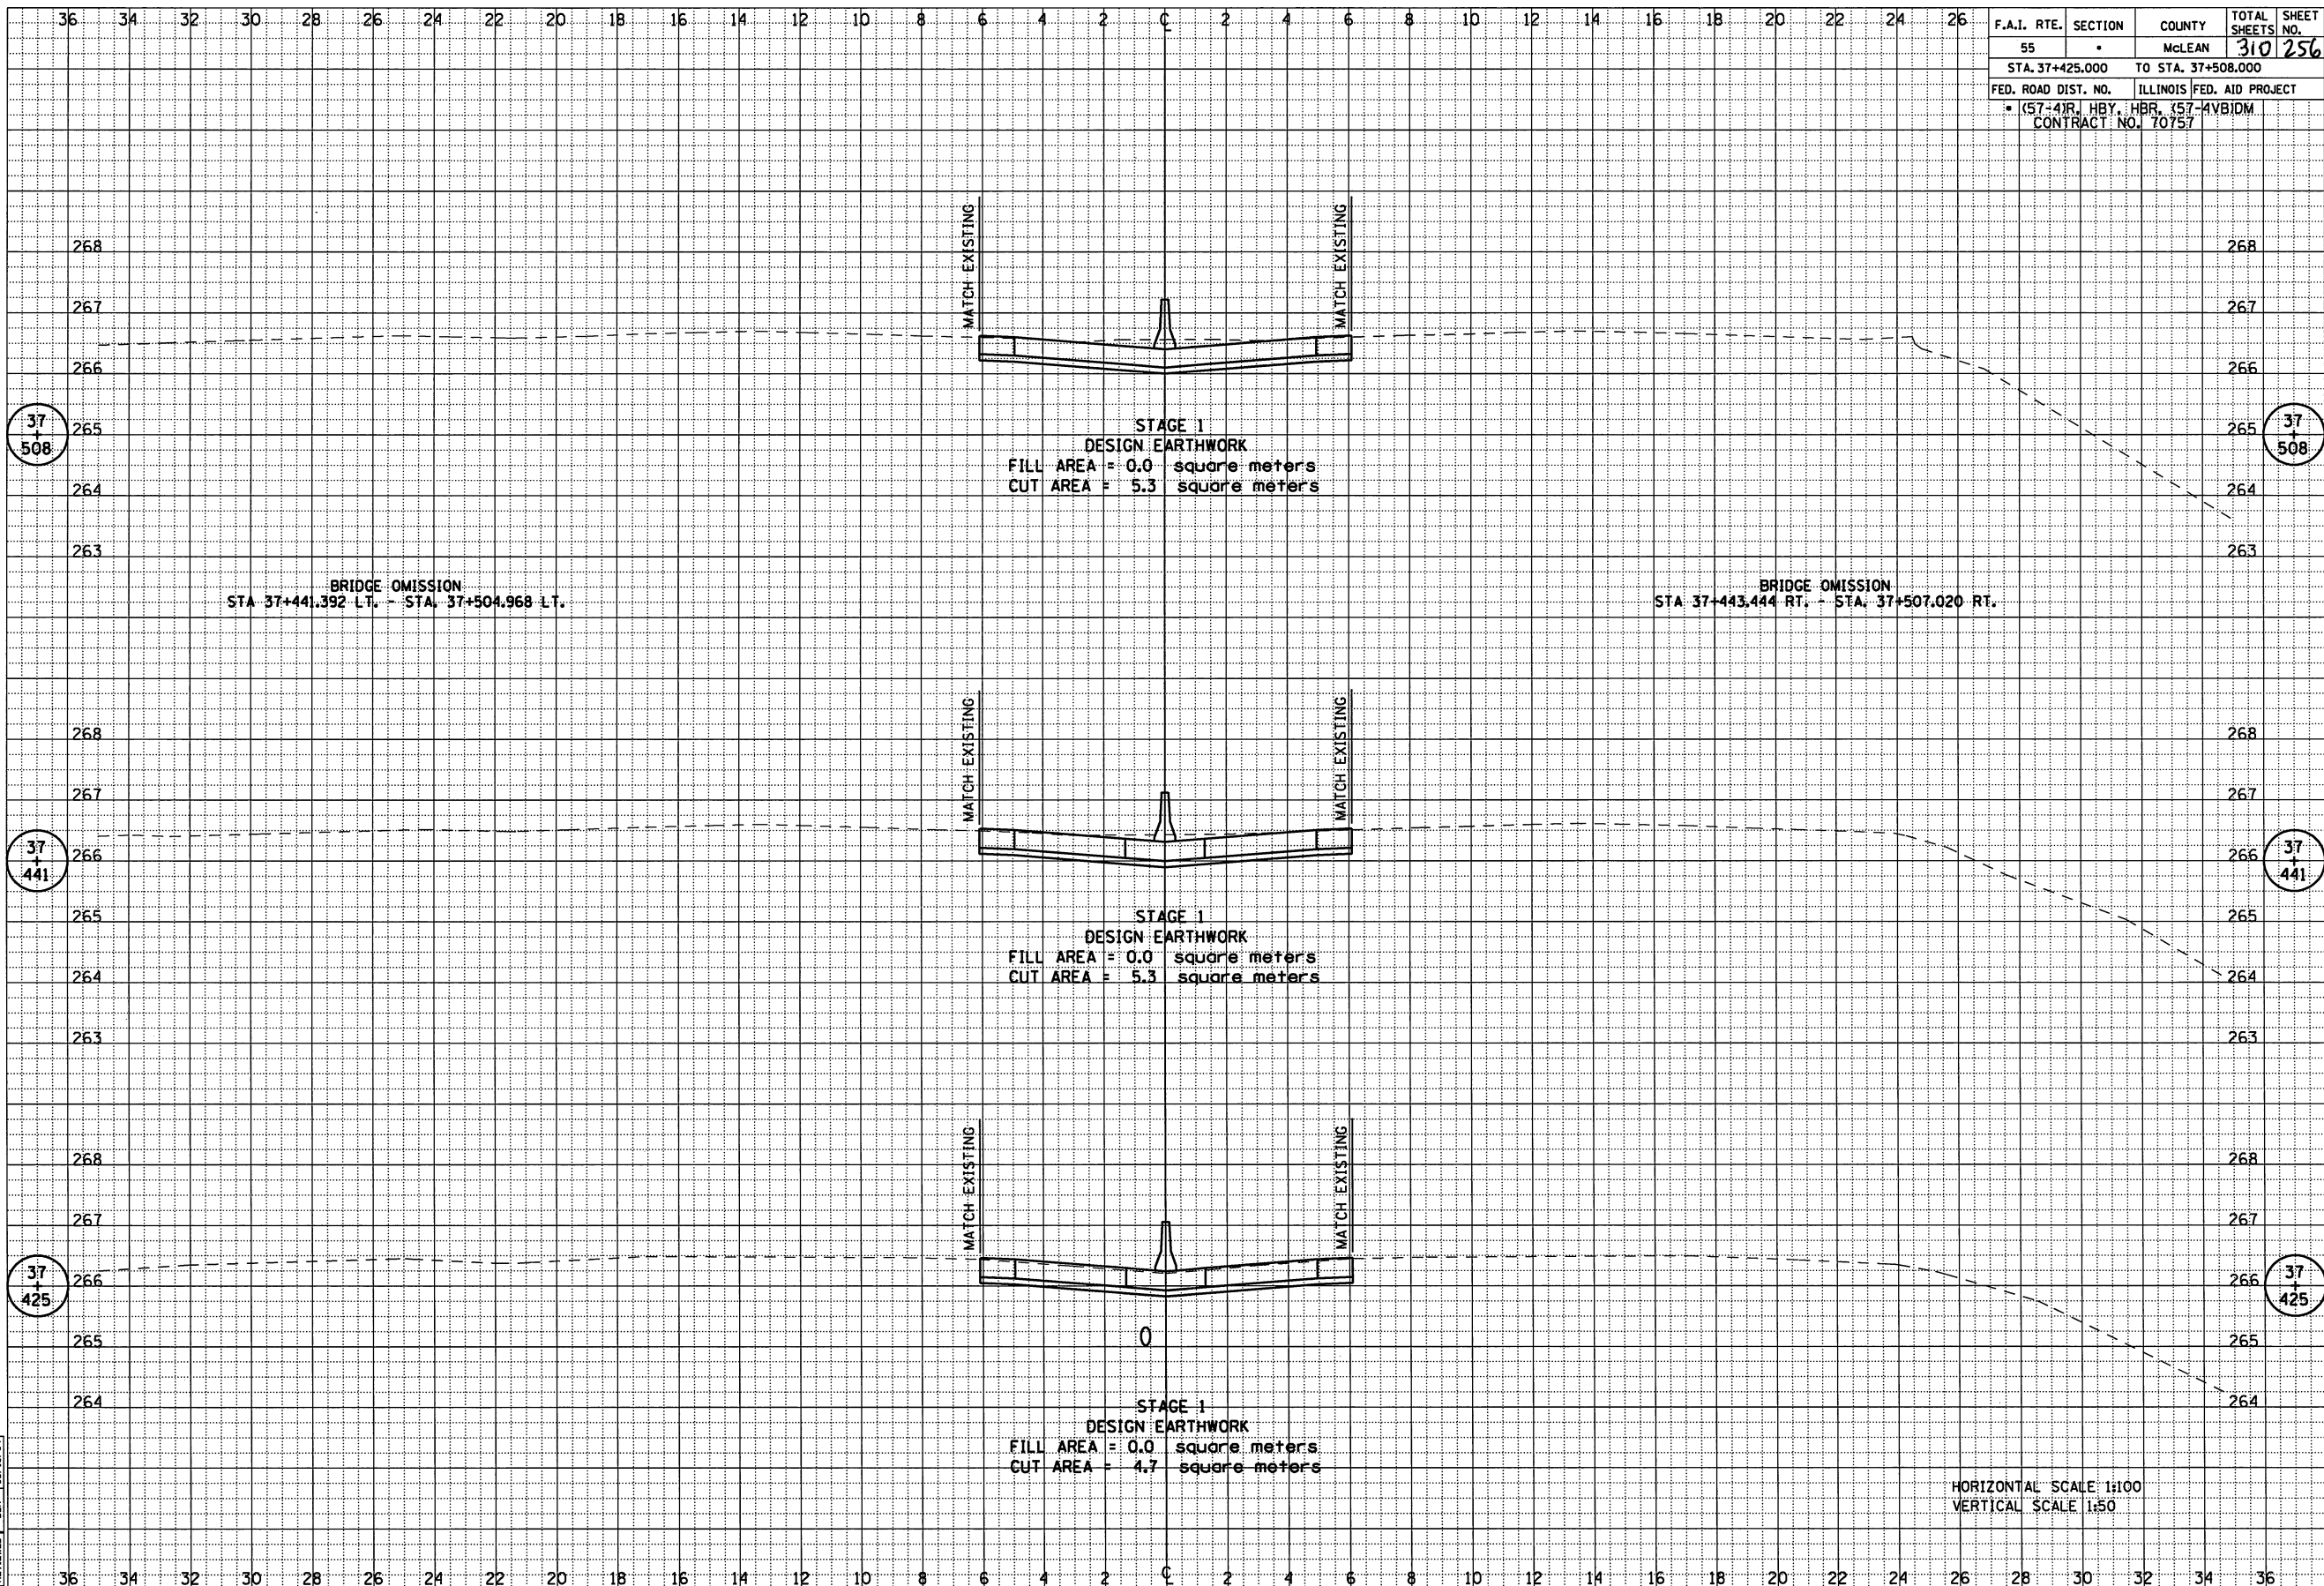 36 34 32 30 28 26 24 22 20 18 16 14 12 10 8 6 4 2 ℄ 2 4 6 8 10 12 14 16 18 20 22 24 26
F.A.I. RTE. SECTION COUNTY TOTAL SHEETS SHEET NO.
55 • McLEAN 310 256
STA. 37+425.000 TO STA. 37+508.000
FED. ROAD DIST. NO. ILLINOIS FED. AID PROJECT
• (57-4)R, HBY, HBR, (57-4VB)DM
CONTRACT NO. 70757
MATCH EXISTING MATCH EXISTING
268 268
267 267
266 266
37 + 508 265 265 37 + 508
264 264
263 263
STAGE 1
DESIGN EARTHWORK
FILL AREA = 0.0 square meters
CUT AREA = 5.3 square meters
BRIDGE OMISSION
STA 37+441.392 LT. - STA. 37+504.968 LT.
BRIDGE OMISSION
STA 37+443.444 RT. - STA. 37+507.020 RT.
MATCH EXISTING MATCH EXISTING
268 268
267 267
37 + 441 266 266 37 + 441
265 265
264 264
263 263
STAGE 1
DESIGN EARTHWORK
FILL AREA = 0.0 square meters
CUT AREA = 5.3 square meters
MATCH EXISTING MATCH EXISTING
268 268
267 267
37 + 425 266 266 37 + 425
265 265
264 264
0
STAGE 1
DESIGN EARTHWORK
FILL AREA = 0.0 square meters
CUT AREA = 4.7 square meters
HORIZONTAL SCALE 1:100
VERTICAL SCALE 1:50
36 34 32 30 28 26 24 22 20 18 16 14 12 10 8 6 4 2 ℄ 2 4 6 8 10 12 14 16 18 20 22 24 26 28 30 32 34 36